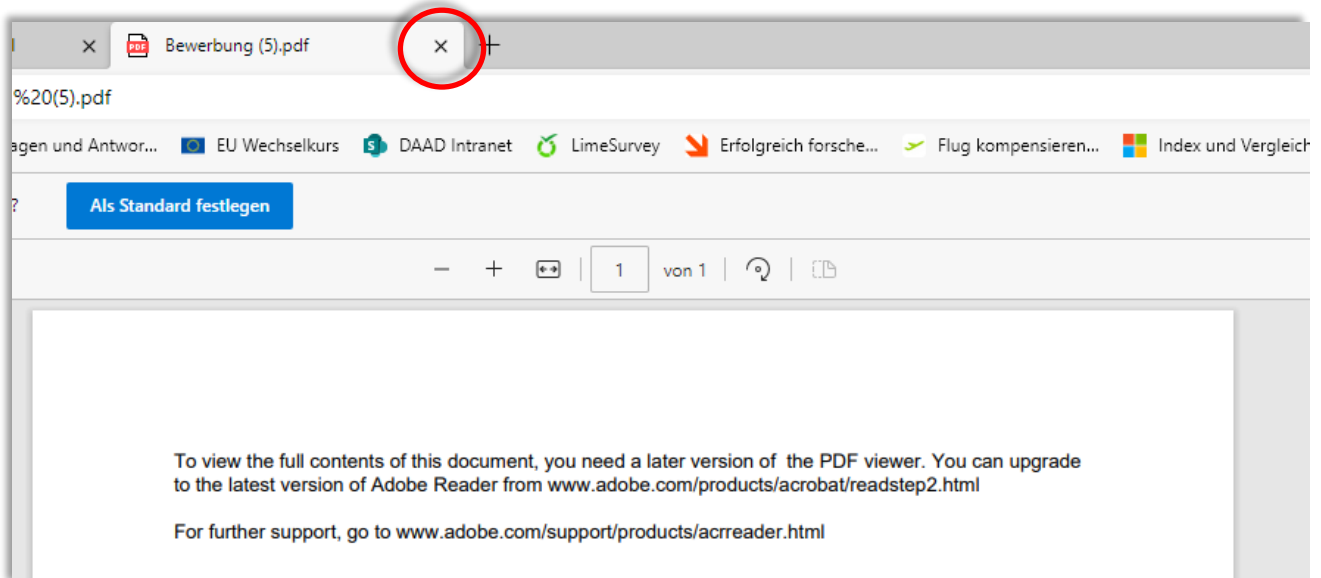 Bewerbung (5).pdf
%20(5).pdf
agen und Antwor... EU Wechselkurs DAAD Intranet LimeSurvey Erfolgreich forsche... Flug kompensieren... Index und Vergleich
? Als Standard festlegen
1 von 1
To view the full contents of this document, you need a later version of the PDF viewer. You can upgrade
to the latest version of Adobe Reader from www.adobe.com/products/acrobat/readstep2.html
For further support, go to www.adobe.com/support/products/acrreader.html